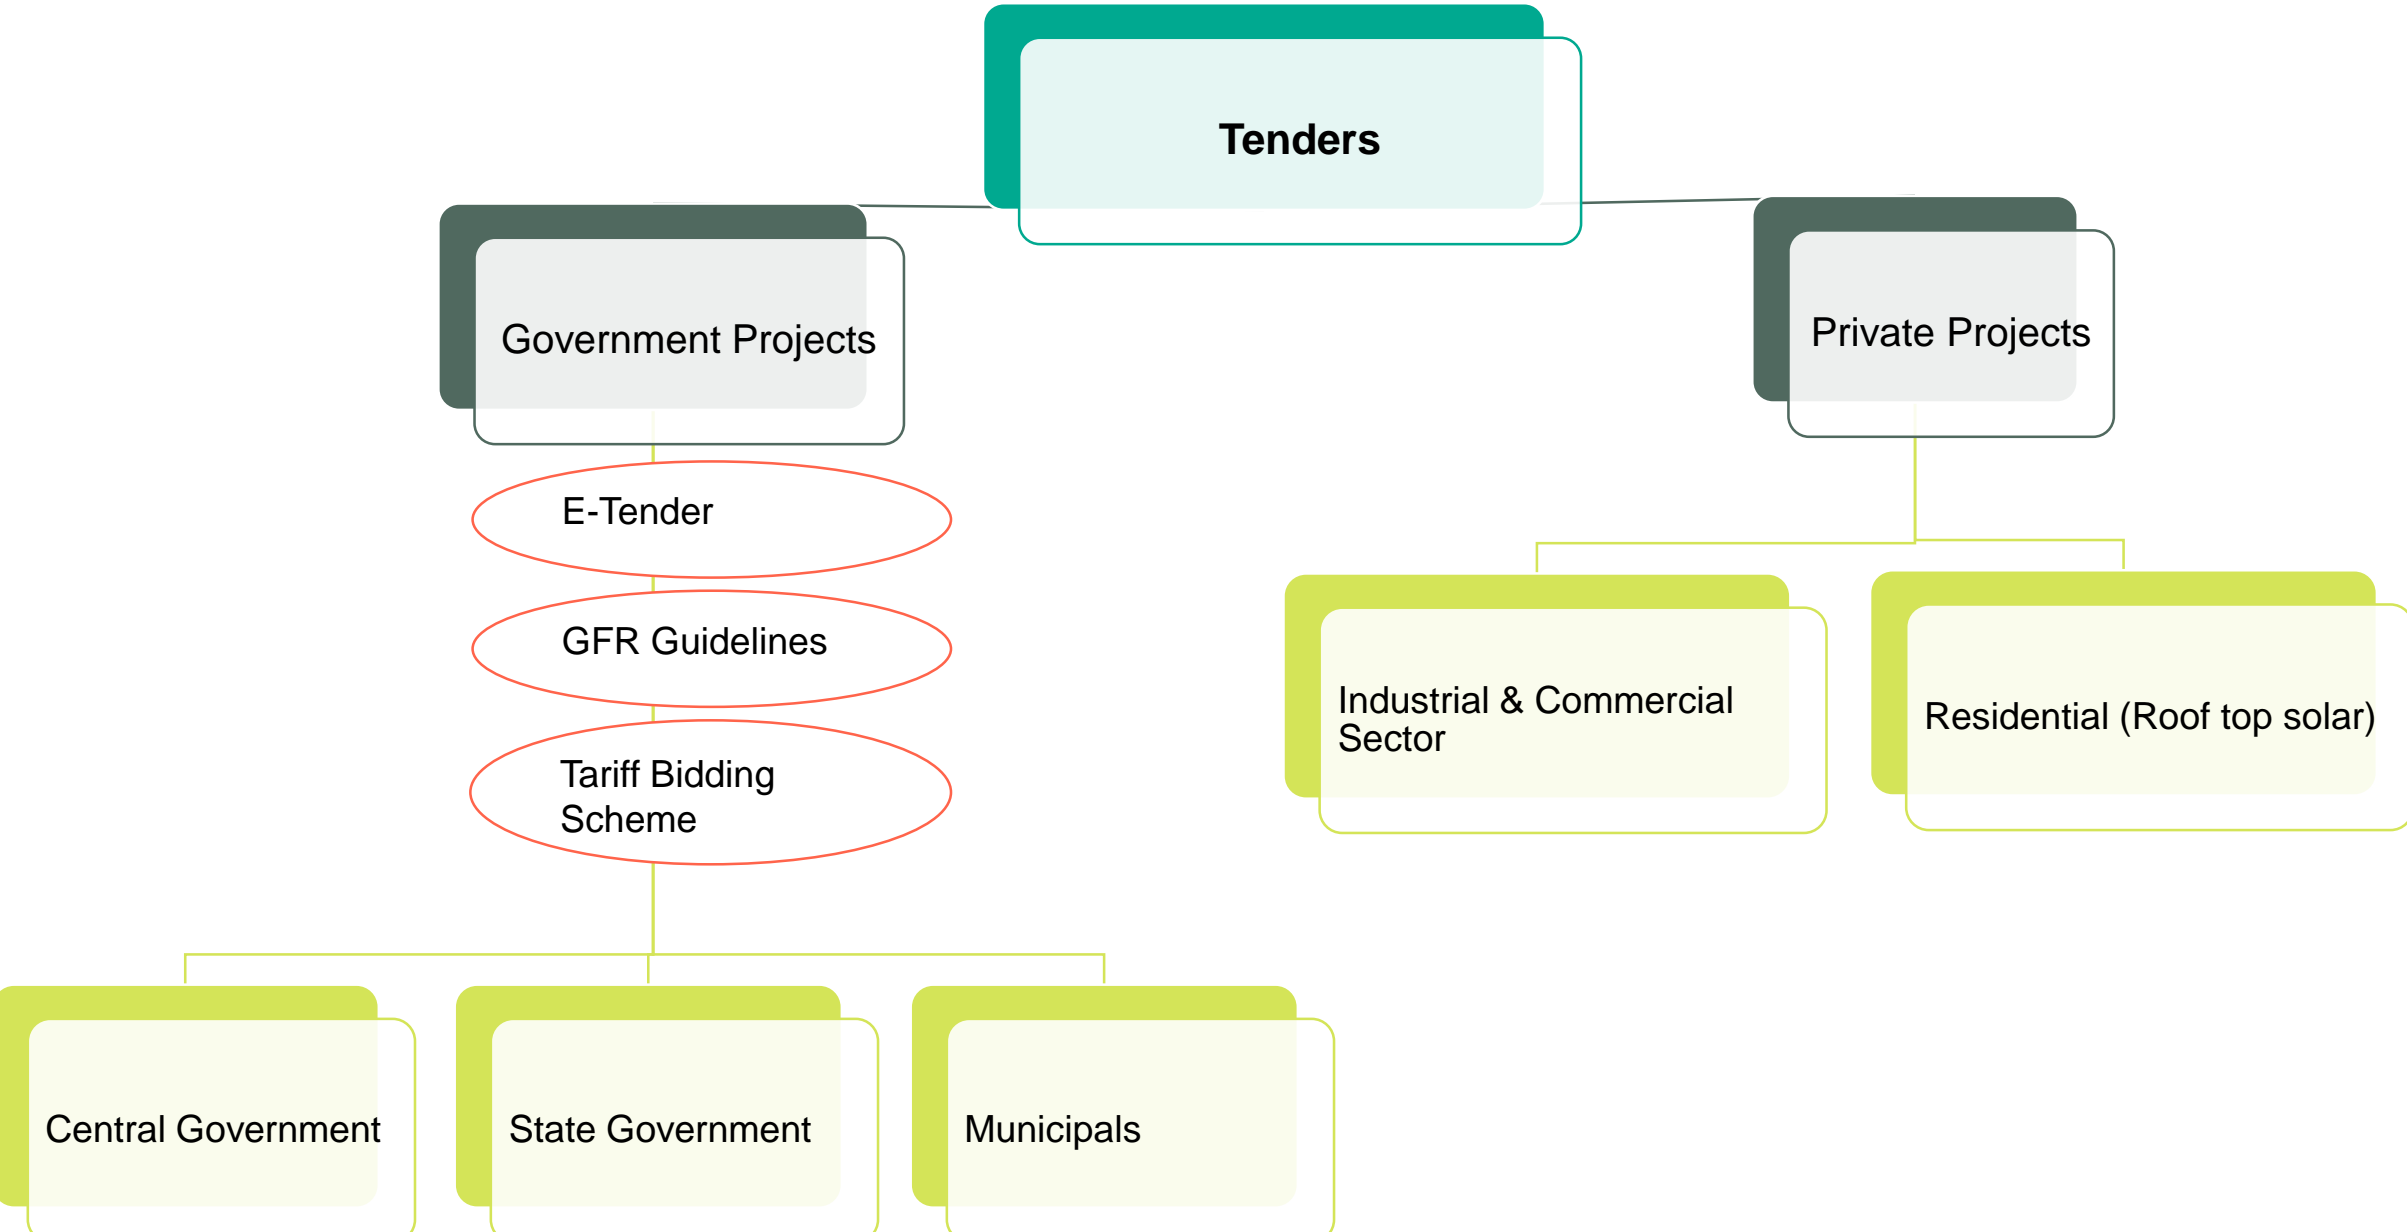 Tenders
Government Projects
Private Projects
E-Tender
GFR Guidelines
Tariff Bidding
Scheme
Industrial & Commercial
Sector
Residential (Roof top solar)
Central Government
State Government
Municipals